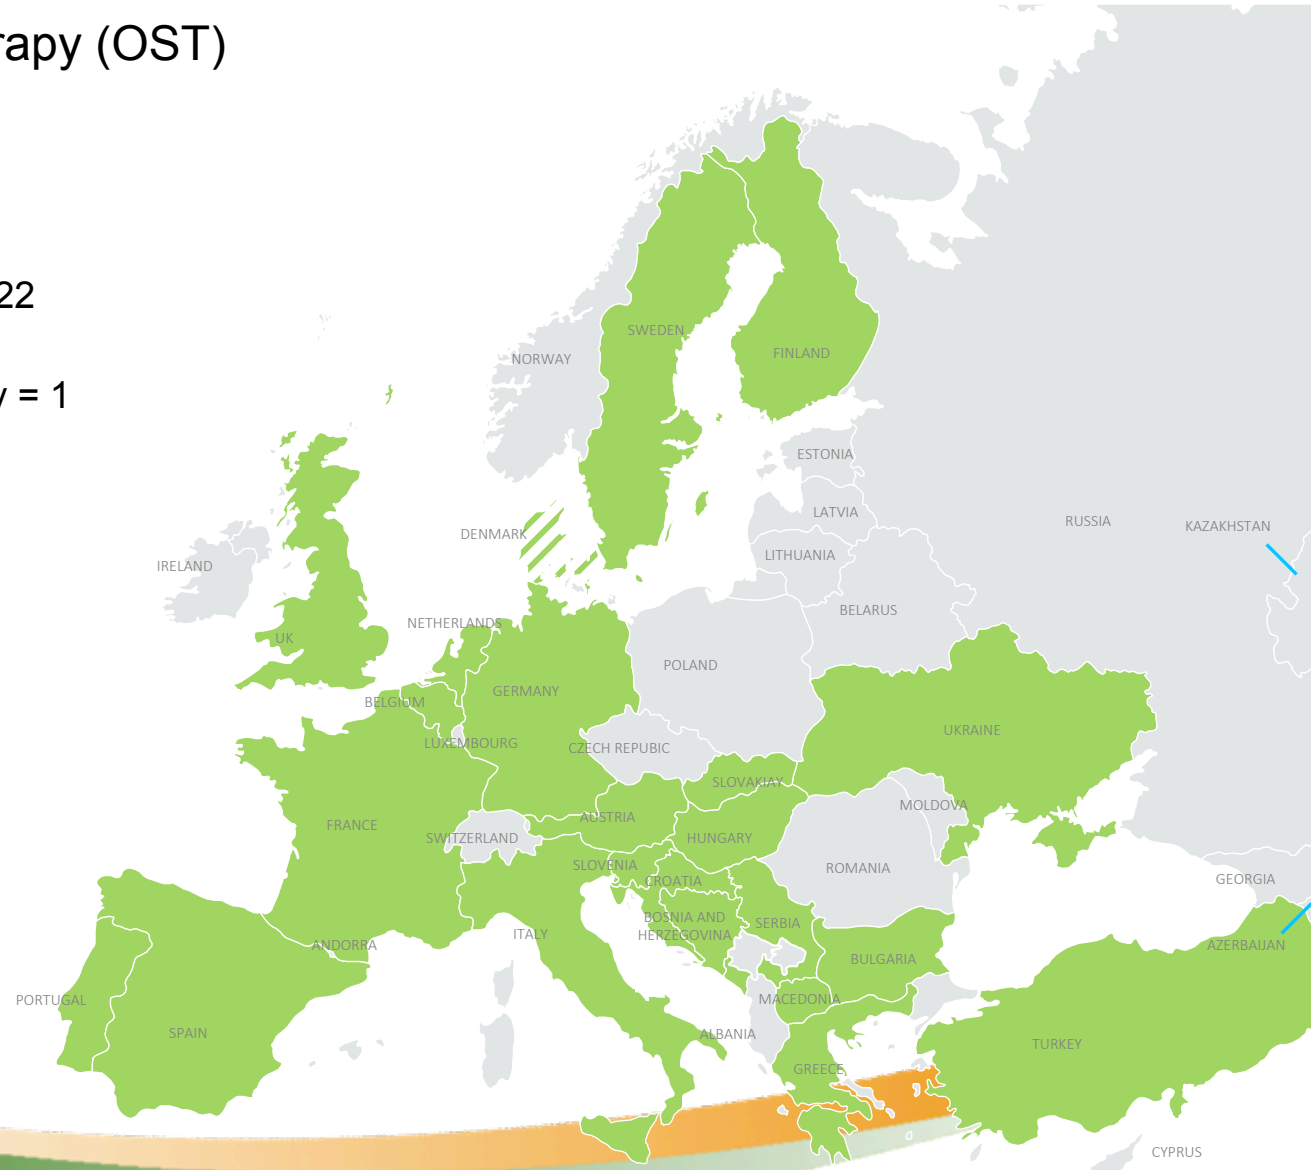 rapy (OST)
22
= 1
NORWAY
SWEDEN
FINLAND
ESTONIA
LATVIA
RUSSIA
KAZAKHSTAN
DENMARK
LITHUANIA
IRELAND
BELARUS
NETHERLANDS
UK
POLAND
GERMANY
BELGIUM
UKRAINE
LUXEMBOURG
CZECH REPUBIC
SLOVAKIAY
MOLDOVA
AUSTRIA
FRANCE
SWITZERLAND
HUNGARY
SLOVENIA
ROMANIA
CROATIA
GEORGIA
BOSNIA AND
HERZEGOVINA
SERBIA
ITALY
ANDORRA
AZERBAIJAN
BULGARIA
PORTUGAL
MACEDONIA
SPAIN
ALBANIA
TURKEY
GREECE
CYPRUS